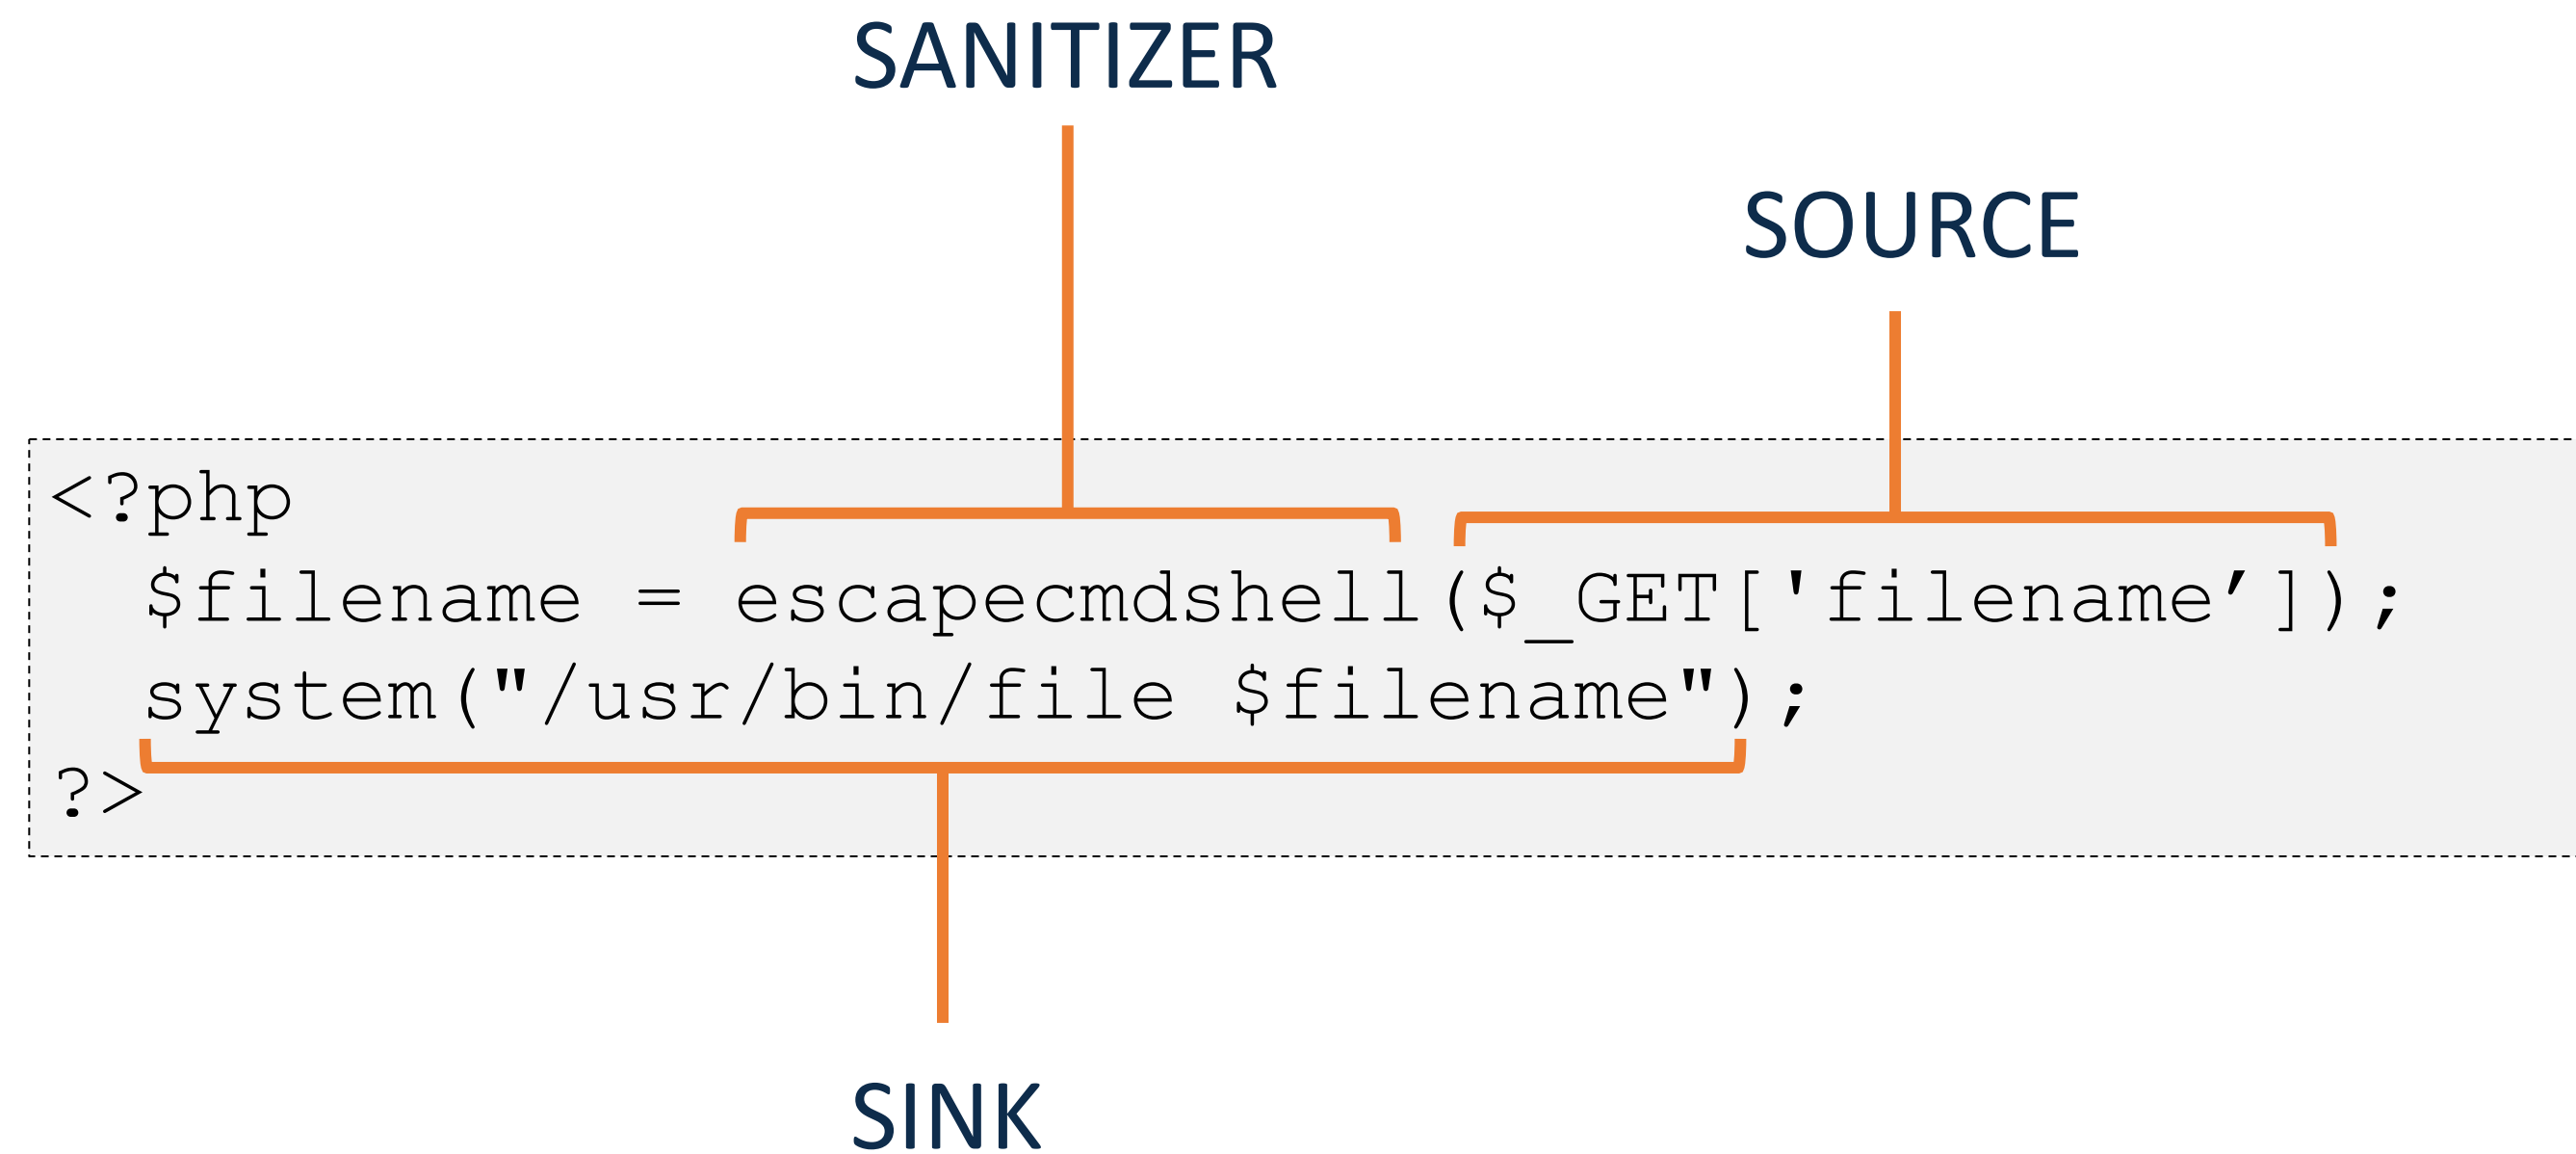 SANITIZER
SOURCE
<?php
$filename = escapecmdshell($_GET['filename’]);
system("/usr/bin/file $filename");
?>
SINK